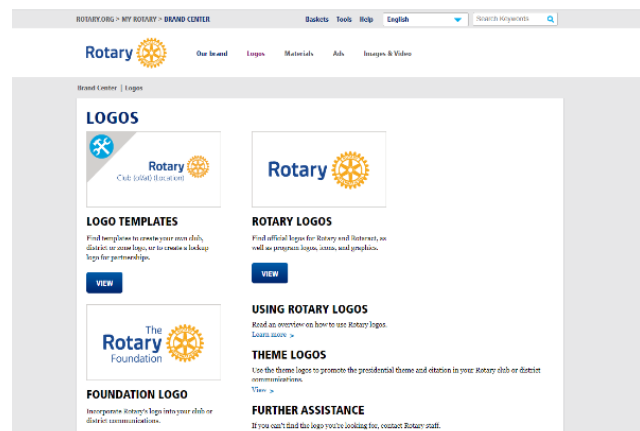 ROTARY.ORG > MY ROTARY > BRAND CENTER
Baskets Tools Help English Search Keywords
Rotary
Our brand Logos Materials Ads Images & Video
Brand Center | Logos
LOGOS
Rotary
Club (of/at) (Location)
LOGO TEMPLATES
Find templates to create your own club,
district or zone logo, or to create a lockup
logo for partnerships.
VIEW
Rotary
ROTARY LOGOS
Find official logos for Rotary and Rotaract, as
well as program logos, icons, and graphics.
VIEW
The
Rotary
Foundation
FOUNDATION LOGO
Incorporate Rotary's logo into your club or
district communications.
USING ROTARY LOGOS
Read an overview on how to use Rotary logos.
Learn more >
THEME LOGOS
Use the theme logos to promote the presidential theme and citation in your Rotary club or district
communications.
View >
FURTHER ASSISTANCE
If you can't find the logo you're looking for, contact Rotary staff.